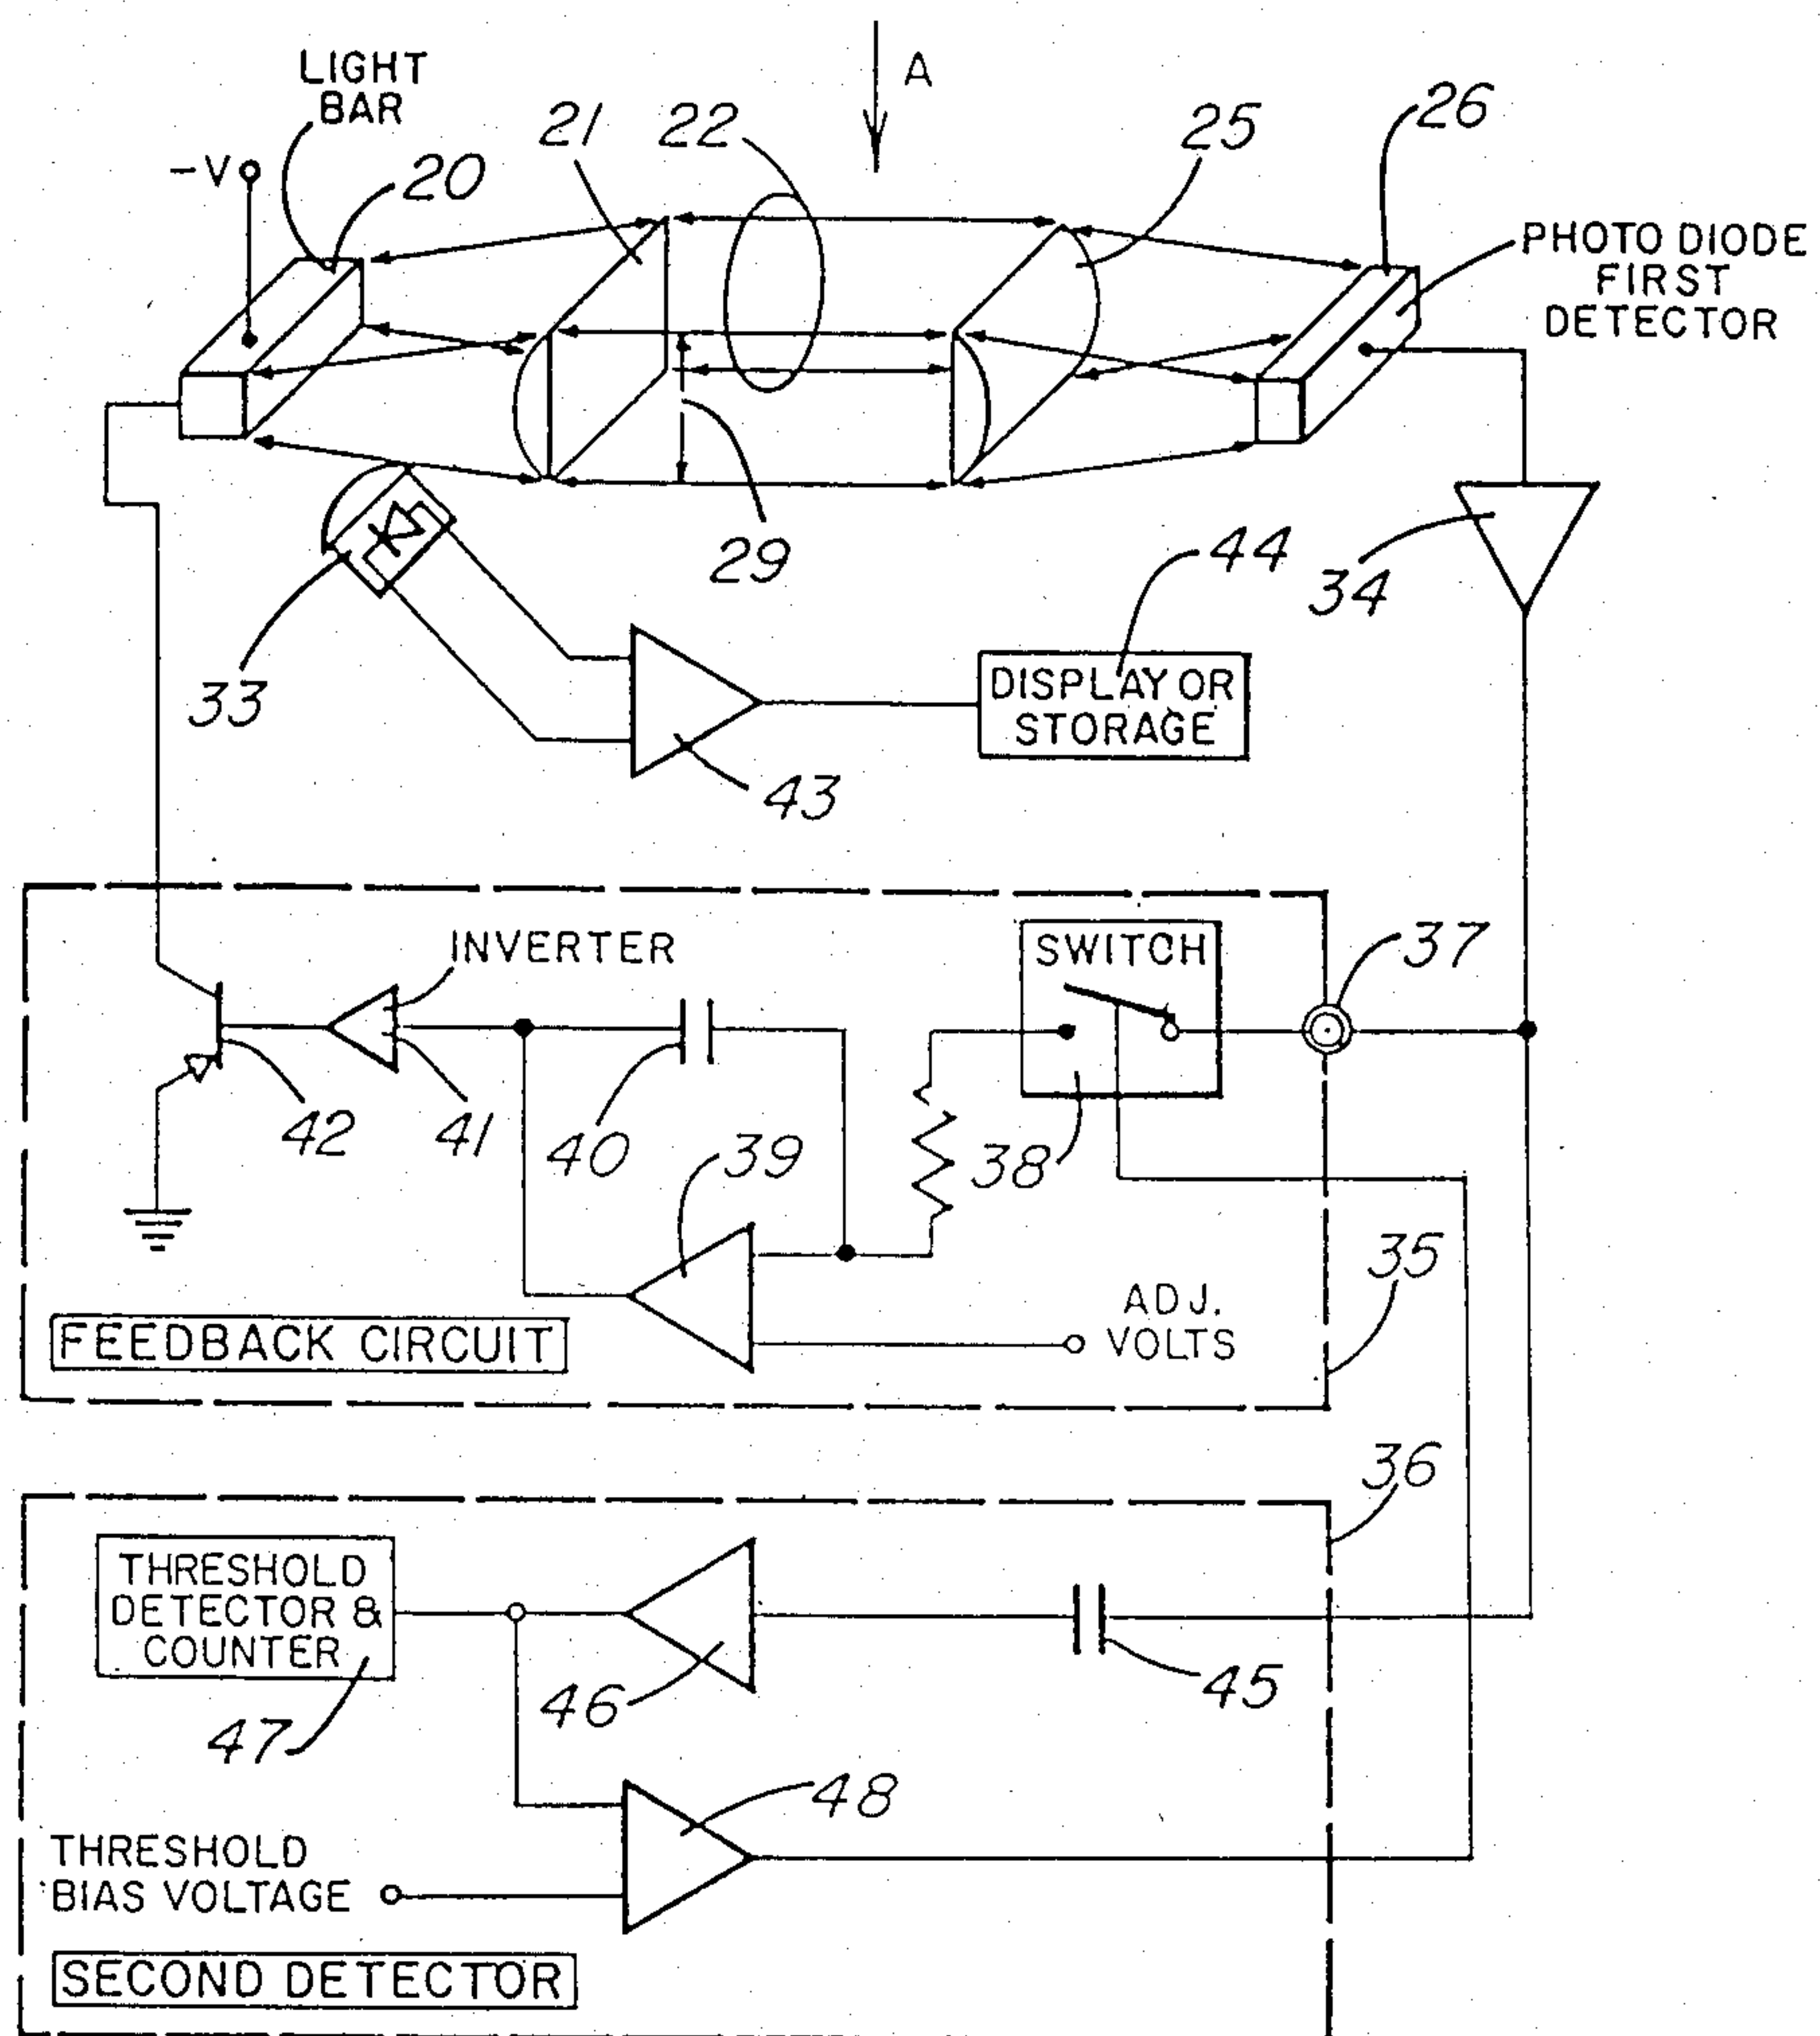 LIGHT
BAR
A
21
22
25
26
-V
20
PHOTO DIODE
FIRST
DETECTOR
29
44
34
33
DISPLAY OR
STORAGE
43
INVERTER
SWITCH
37
42
41
40
39
38
35
ADJ.
VOLTS
FEEDBACK CIRCUIT
36
THRESHOLD
DETECTOR &
COUNTER
46
45
47
48
THRESHOLD
BIAS VOLTAGE
SECOND DETECTOR